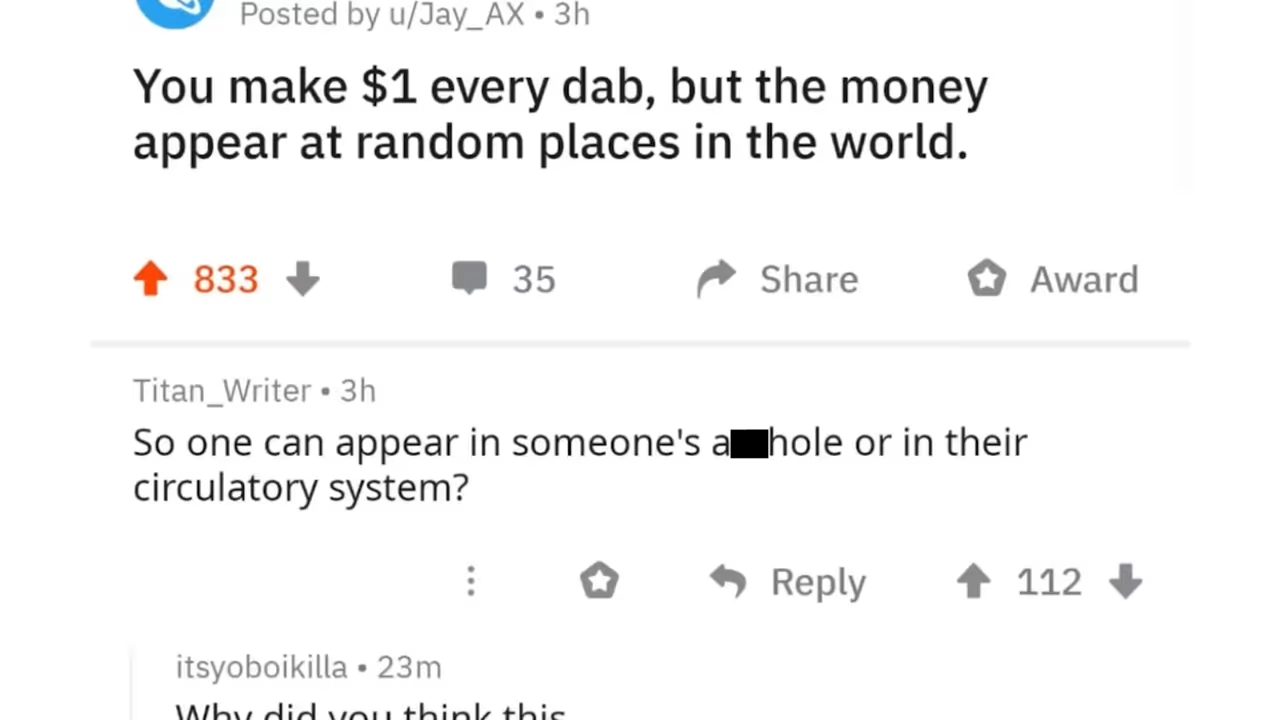 Posted by u/Jay_AX • 3h
You make $1 every dab, but the money
appear at random places in the world.
833
35
Share
Award
Titan_Writer • 3h
So one can appear in someone's a hole or in their
circulatory system?
Reply
112
itsyoboikilla • 23m
Why did you think this